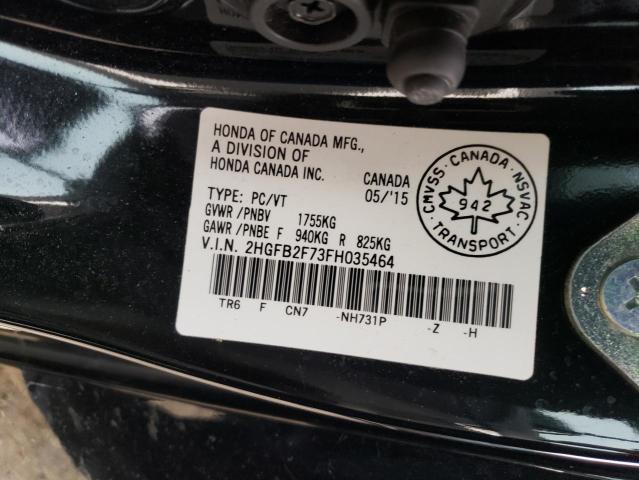 HONDA OF CANADA MFG.,
A DIVISION OF
HONDA CANADA INC.
CANADA
05/'15
TYPE: PC/VT
GVWR /PNBV 1755KG
GAWR /PNBE F 940KG R 825KG
V.I.N. 2HGFB2F73FH035464
TR6 F CN7 -NH731P -Z -H
CMVSS · CANADA · NSVAC
942
TRANSPORT